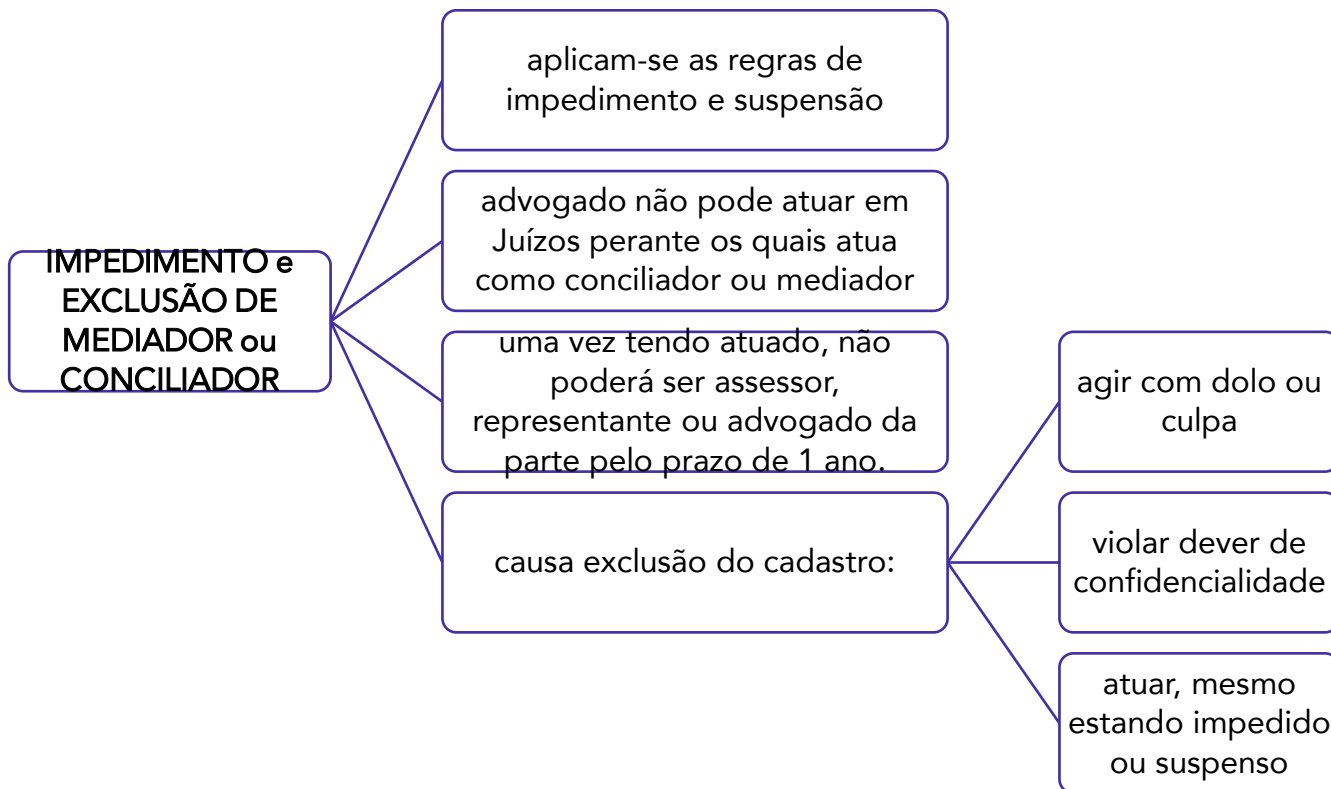 IMPEDIMENTO e
EXCLUSÃO DE
MEDIADOR ou
CONCILIADOR
aplicam-se as regras de
impedimento e suspensão
advogado não pode atuar em
Juízos perante os quais atua
como conciliador ou mediador
uma vez tendo atuado, não
poderá ser assessor,
representante ou advogado da
parte pelo prazo de 1 ano.
causa exclusão do cadastro:
agir com dolo ou
culpa
violar dever de
confidencialidade
atuar, mesmo
estando impedido
ou suspenso